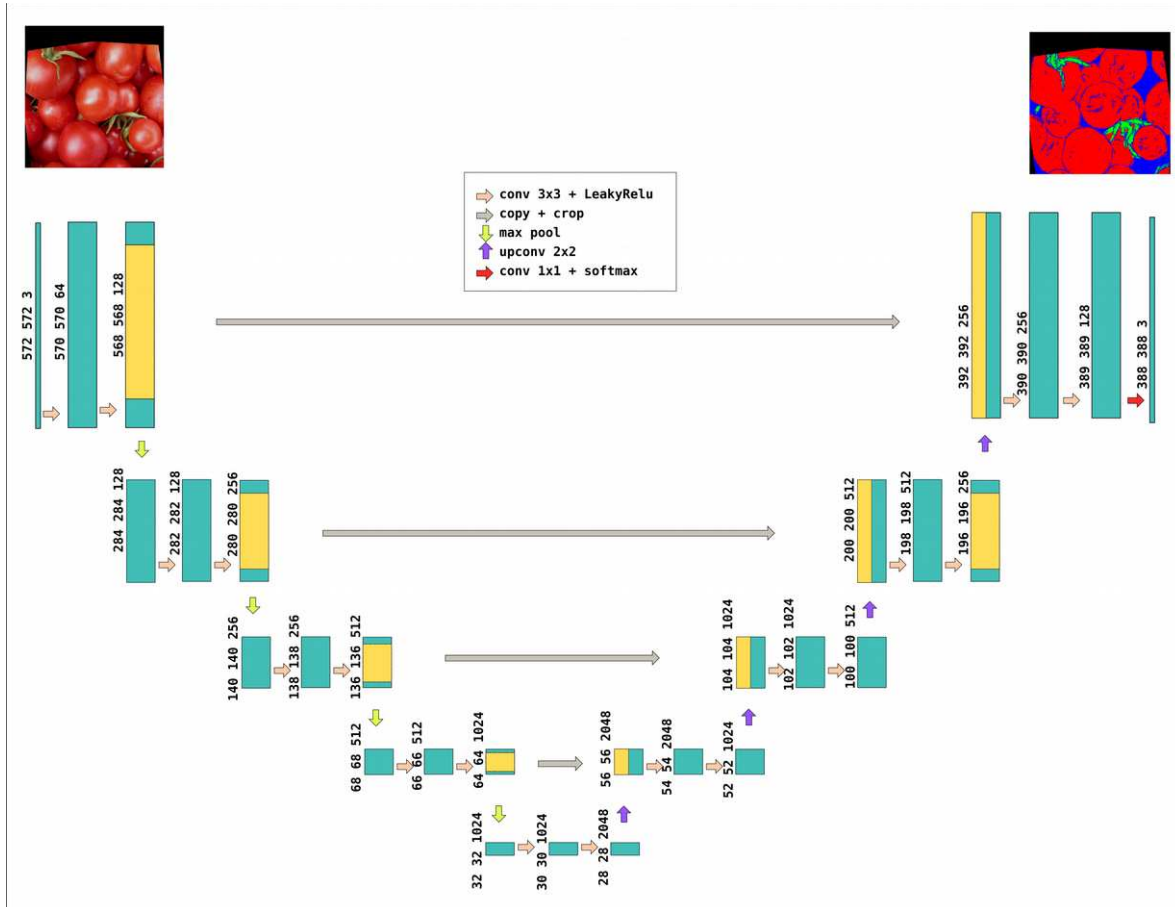 conv 3x3 + LeakyRelu
copy + crop
max pool
upconv 2x2
conv 1x1 + softmax
572 572 3
570 570 64
568 568 128
392 392 256
390 390 256
389 389 128
388 388 3
284 284 128
282 282 128
280 280 256
200 200 512
198 198 512
196 196 256
140 140 256
138 138 256
136 136 512
104 104 1024
102 102 1024
100 100 512
68 68 512
66 66 512
64 64 1024
56 56 2048
54 54 2048
52 52 1024
32 32 1024
30 30 1024
28 28 2048